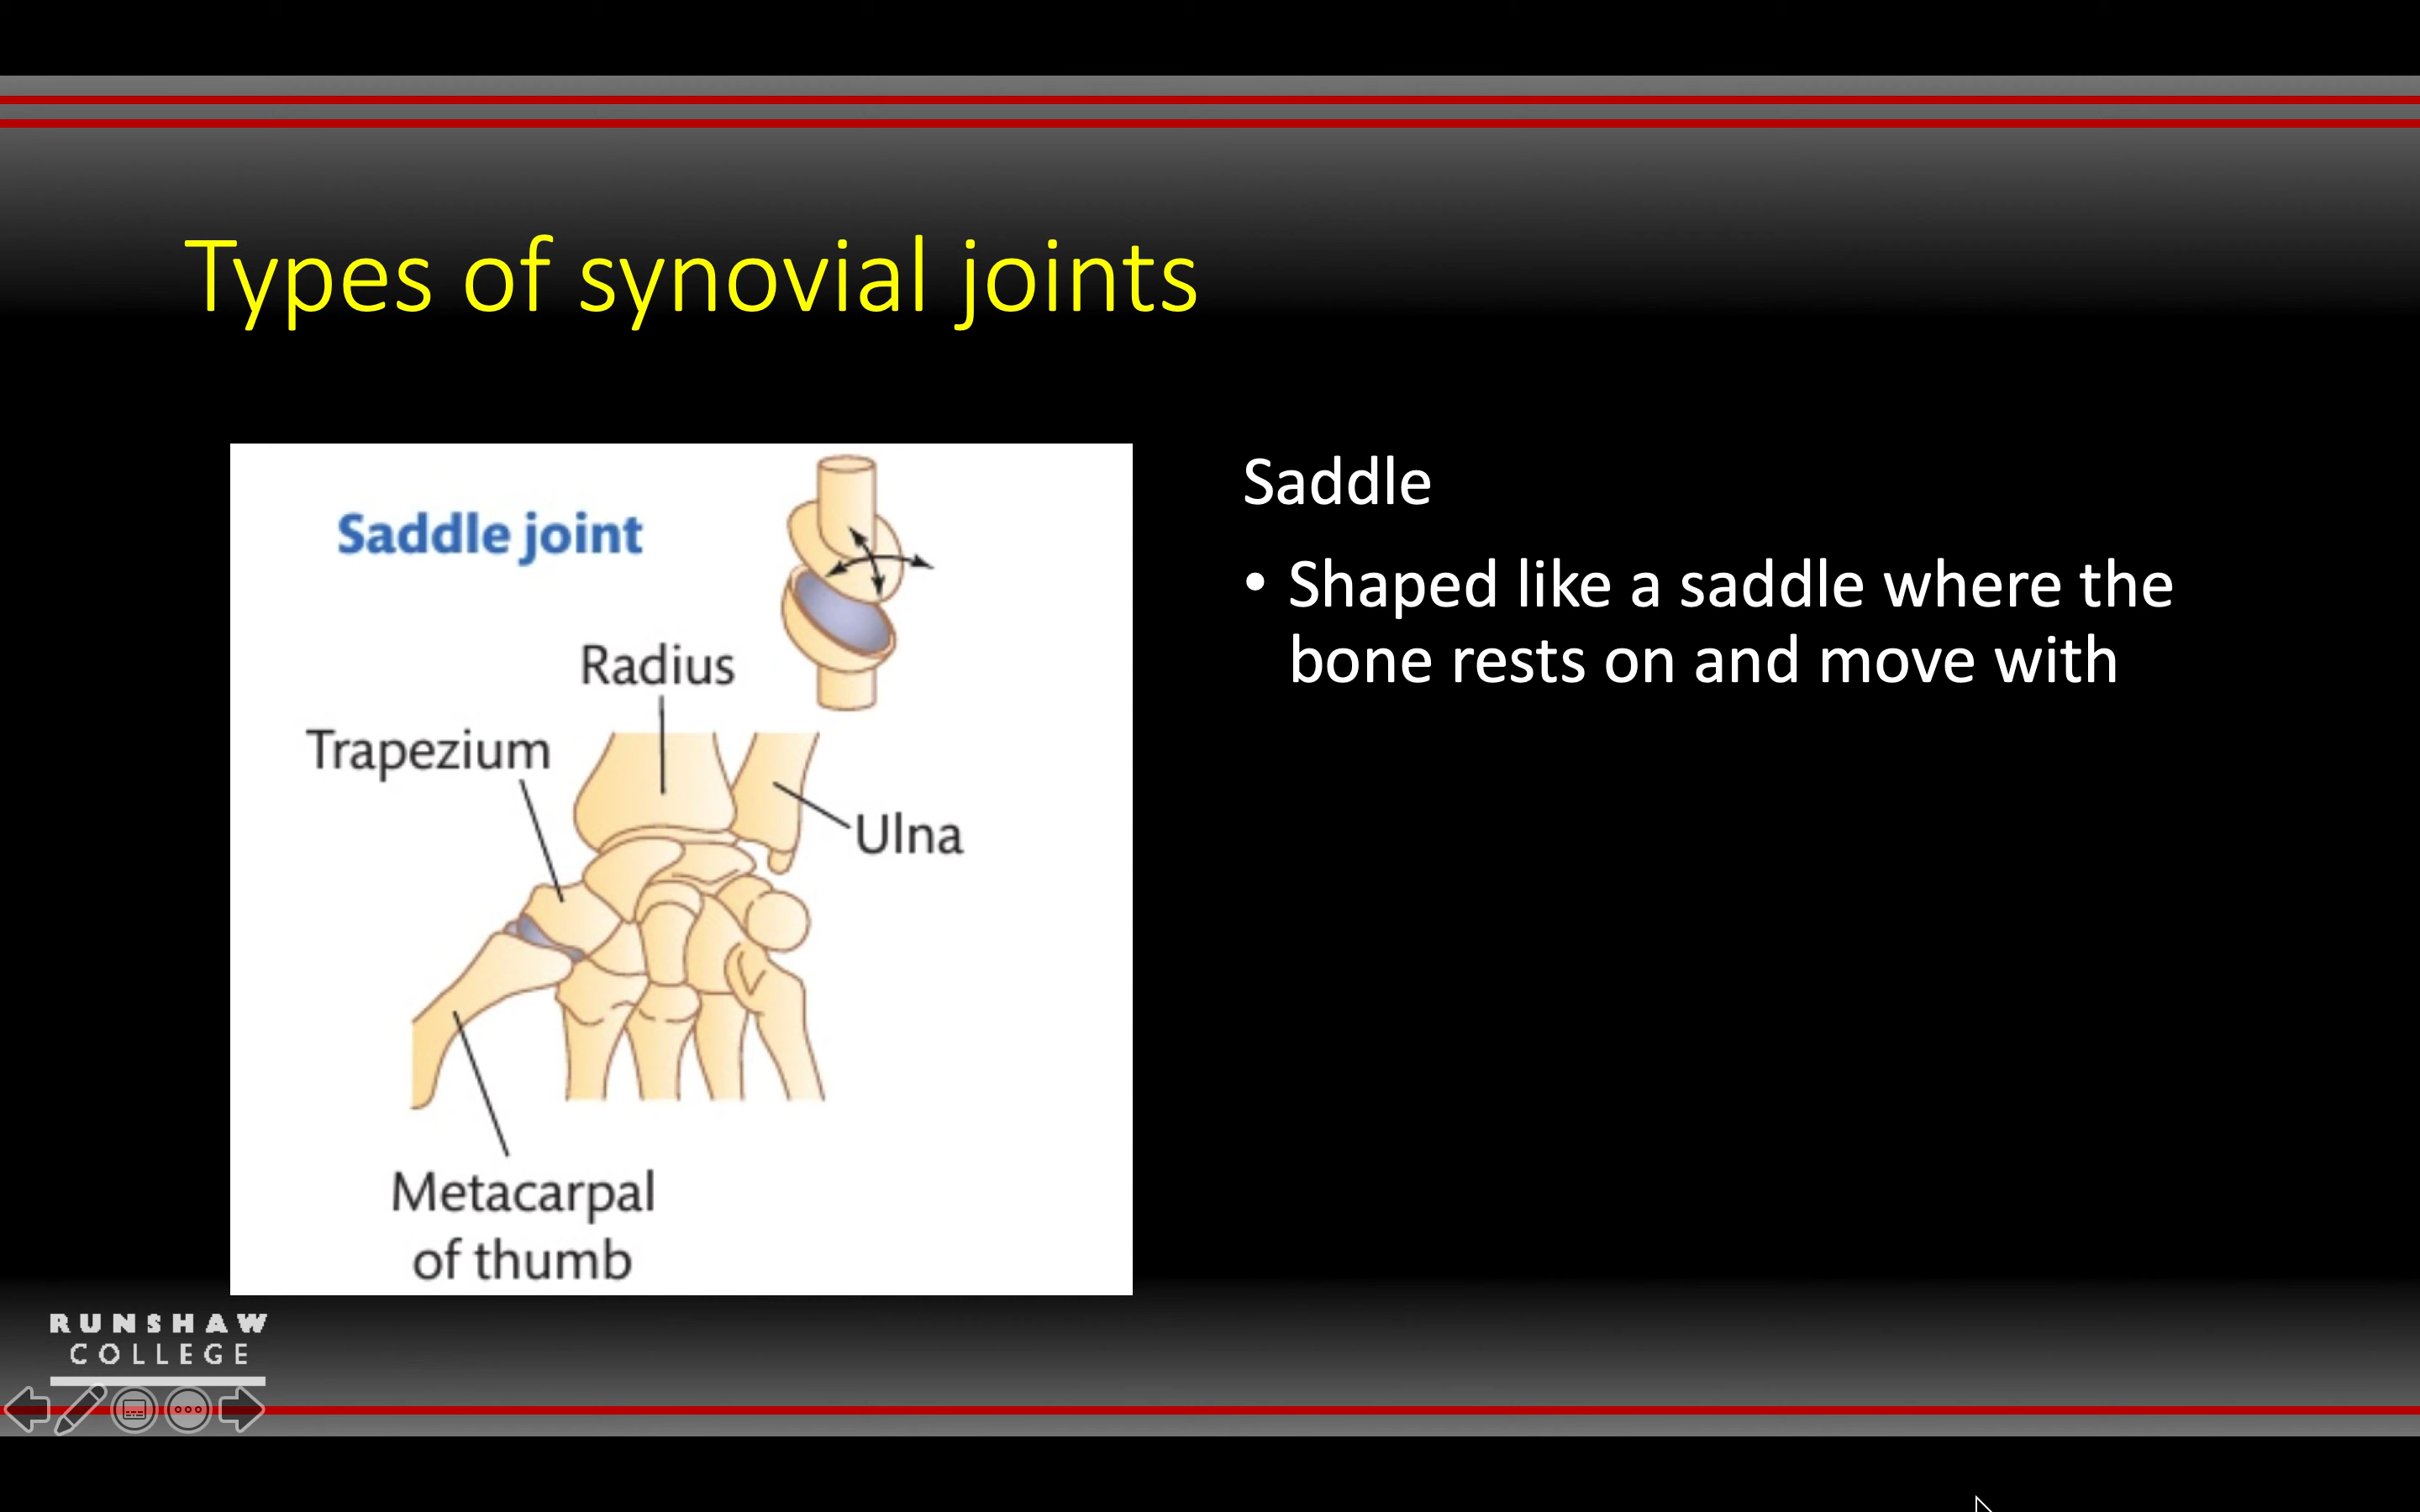 Types of synovial joints
Saddle joint
Radius
Trapezium
Ulna
Metacarpal
of thumb
Saddle
• Shaped like a saddle where the
bone rests on and move with
RUNSHAW
COLLEGE